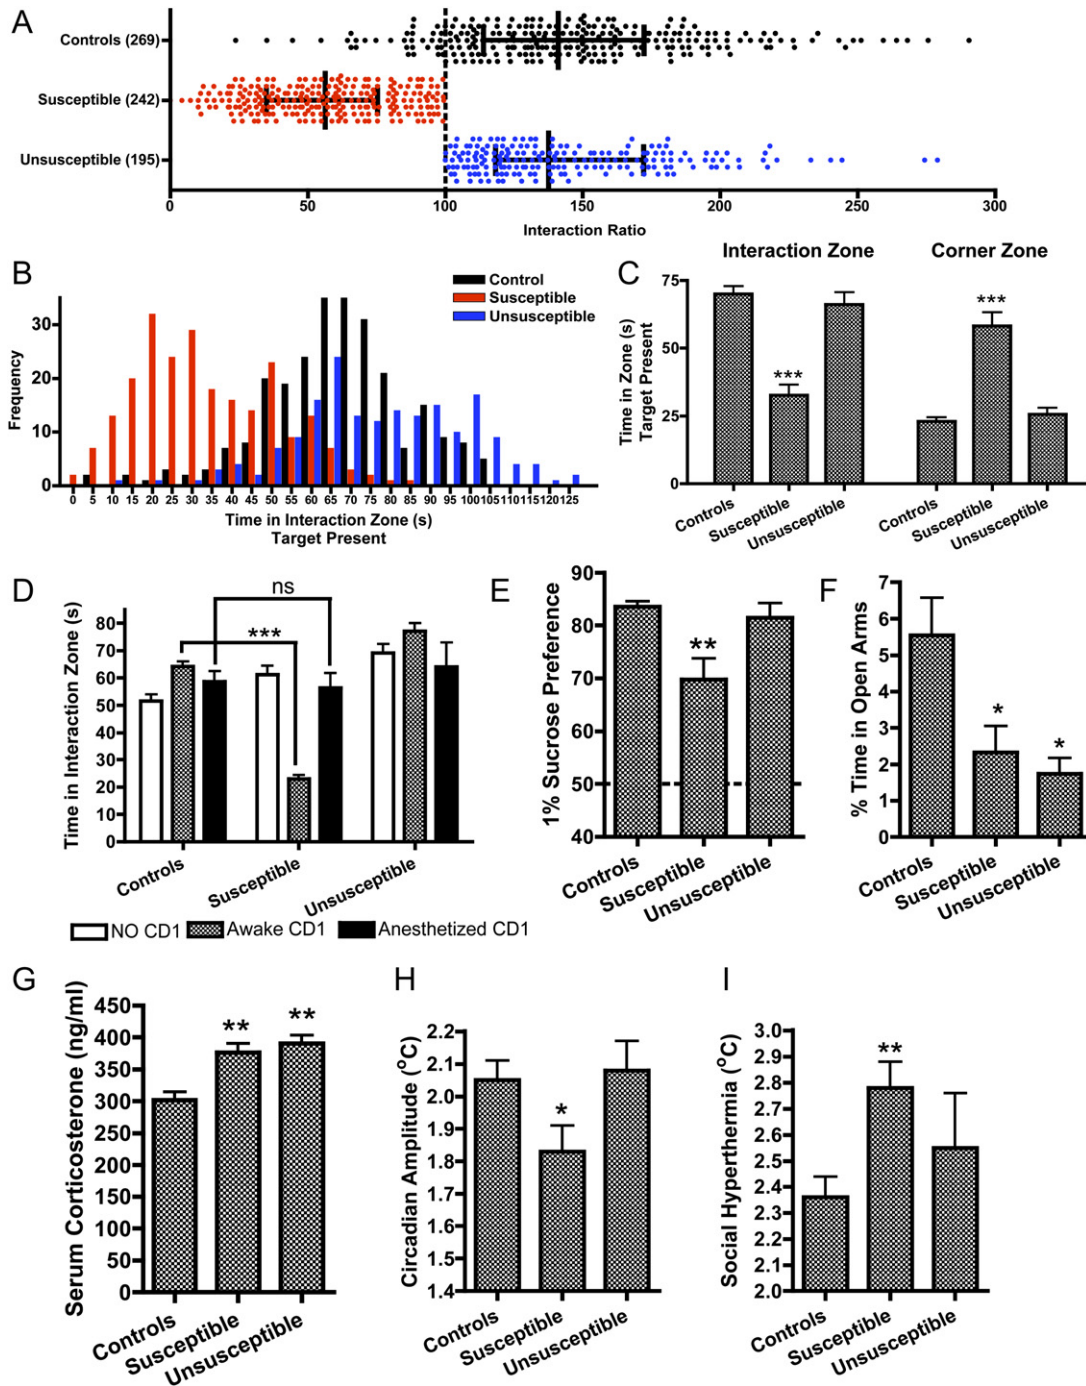 A
Controls (269)
Susceptible (242)
Unsusceptible (195)
0 50 100 150 200 250 300
Interaction Ratio
B
Control
Susceptible
Unsusceptible
Frequency
30
20
10
0
0 5 10 15 20 25 30 35 40 45 50 55 60 65 70 75 80 85 90 95 100 105 110 115 120 125
Time in Interaction Zone (s)
Target Present
C
Interaction Zone Corner Zone
Time in Zone (s)
Target Present
75
50
25
0
***
***
Controls Susceptible Unsusceptible Controls Susceptible Unsusceptible
D
Time in Interaction Zone (s)
80
70
60
50
40
30
20
10
0
ns
***
Controls Susceptible Unsusceptible
NO CD1 Awake CD1 Anesthetized CD1
E
1% Sucrose Preference
90
80
70
60
50
40
**
Controls Susceptible Unsusceptible
F
% Time in Open Arms
7
6
5
4
3
2
1
0
*
*
Controls Susceptible Unsusceptible
G
Serum Corticosterone (ng/ml)
450
400
350
300
250
200
150
100
50
0
** **
Controls Susceptible Unsusceptible
H
Circadian Amplitude (°C)
2.2
2.1
2.0
1.9
1.8
1.7
1.6
1.5
1.4
*
Controls Susceptible Unsusceptible
I
Social Hyperthermia (°C)
3.0
2.9
2.8
2.7
2.6
2.5
2.4
2.3
2.2
2.1
2.0
**
Controls Susceptible Unsusceptible